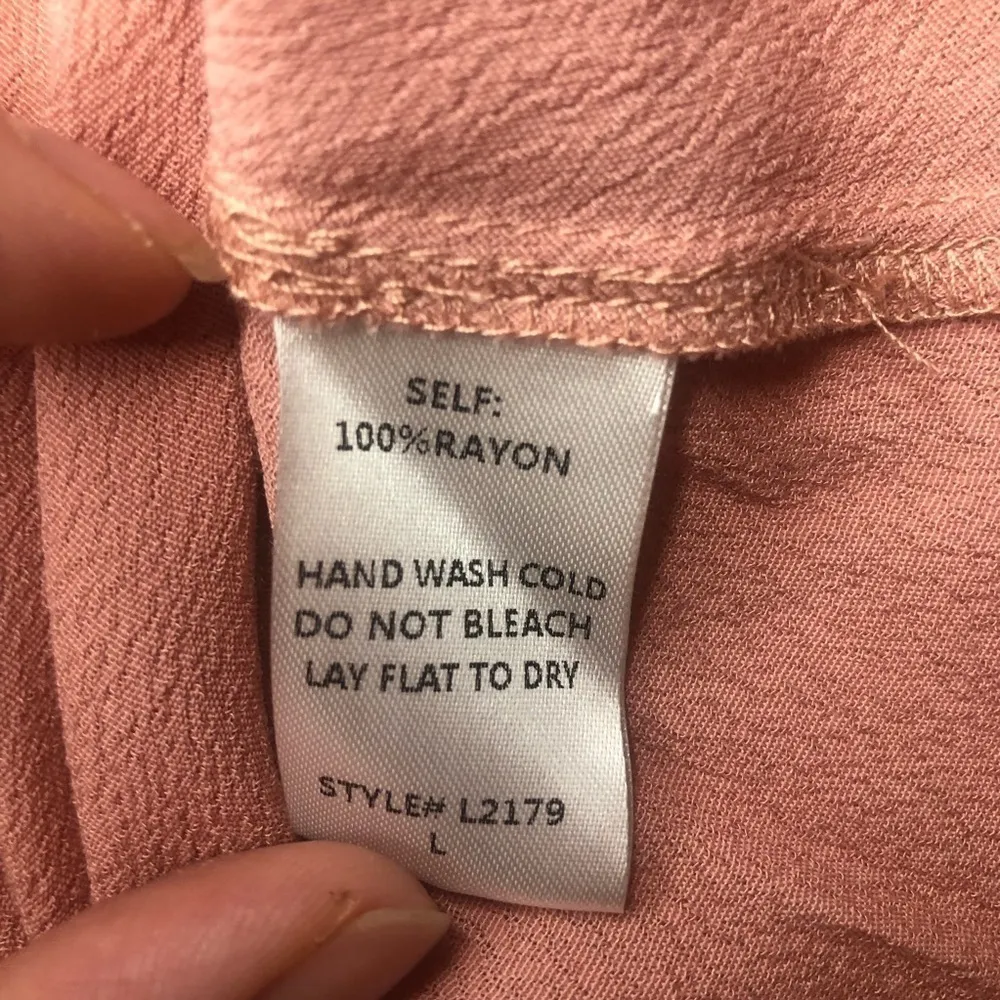 SELF:
100%RAYON
HAND WASH COLD
DO NOT BLEACH
LAY FLAT TO DRY
STYLE# L2179
L